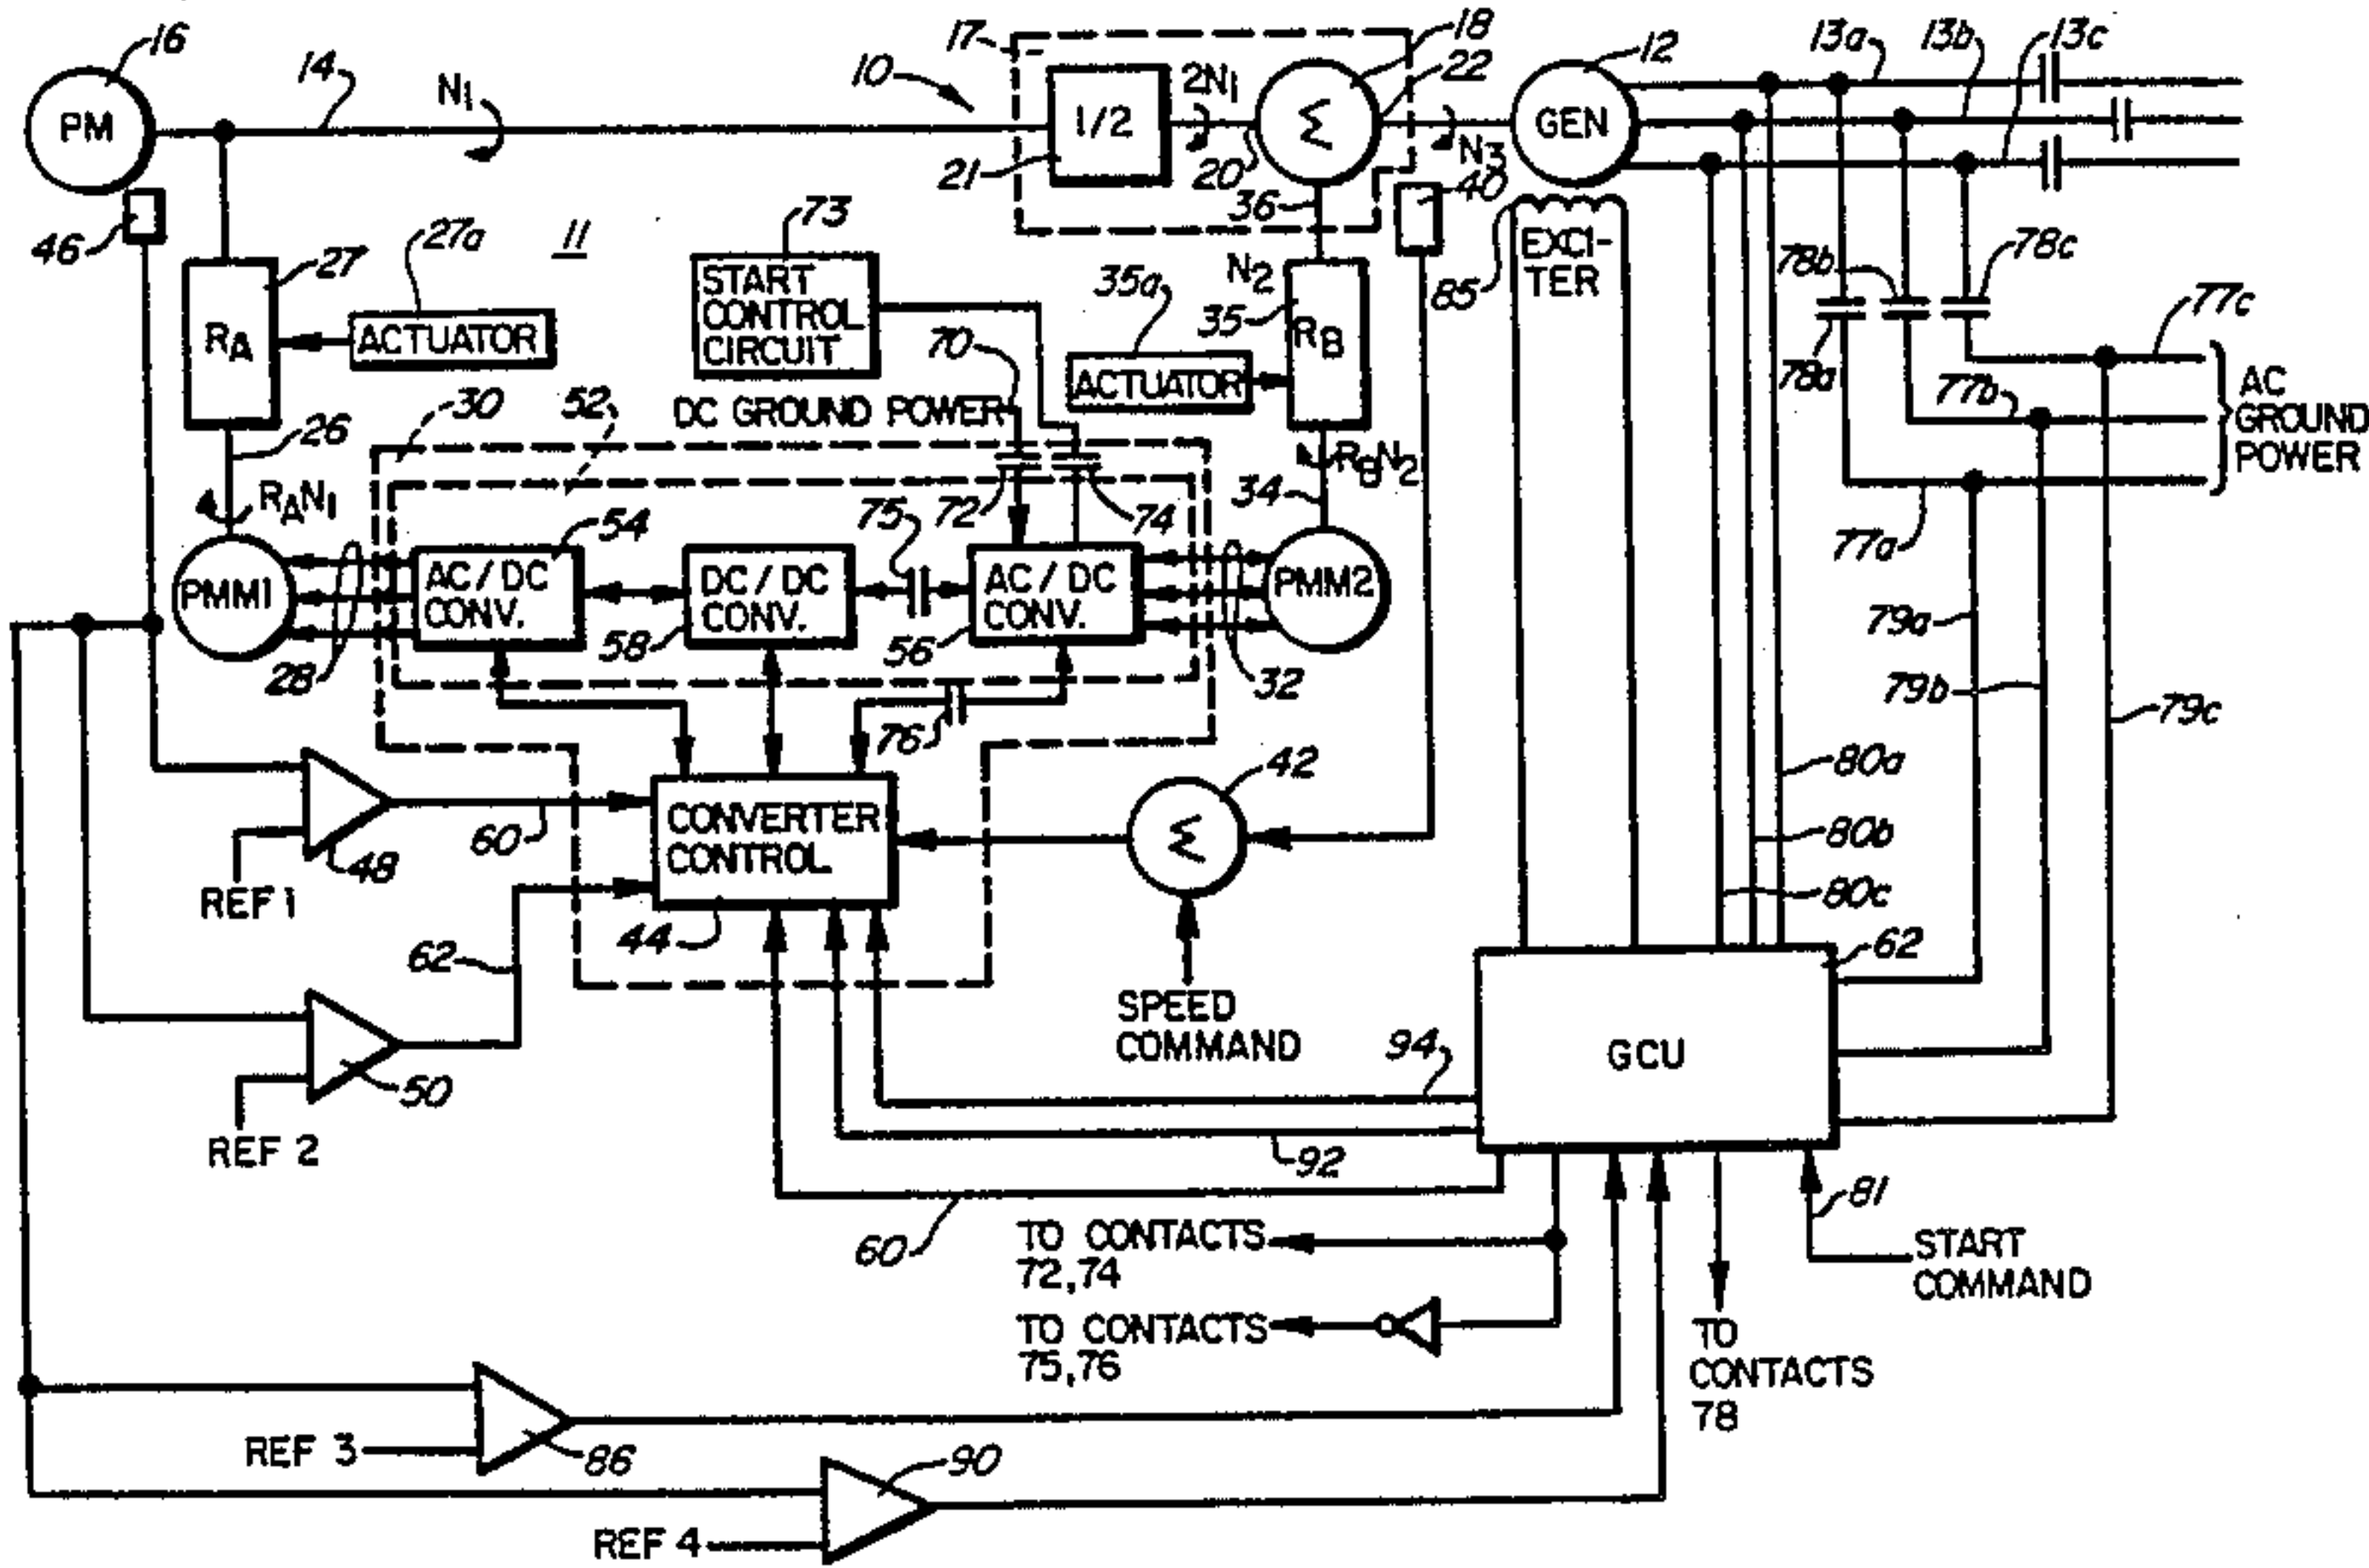 16
14
N1
10
17
18
2N1
22
12
13a
13b
13c
PM
1/2
Σ
GEN
21
20
N3
40
46
27a
11
73
36
27
START
CONTROL
CIRCUIT
N2
35a
35
85
EXCI-
TER
78b
78c
77c
RA
ACTUATOR
70
RB
ACTUATOR
78a
77b
AC
GROUND
POWER
30
52
DC GROUND POWER
26
RAN1
54
75
72
74
34
RBN2
77a
PMM1
AC/DC
CONV.
DC/DC
CONV.
AC/DC
CONV.
PMM2
28
58
56
32
79a
79b
79c
76
42
80a
CONVERTER
CONTROL
Σ
60
48
80b
REF 1
44
80c
62
62
SPEED
COMMAND
94
GCU
50
REF 2
92
81
60
TO CONTACTS
72,74
START
COMMAND
TO CONTACTS
75,76
TO
CONTACTS
78
REF 3
86
90
REF 4